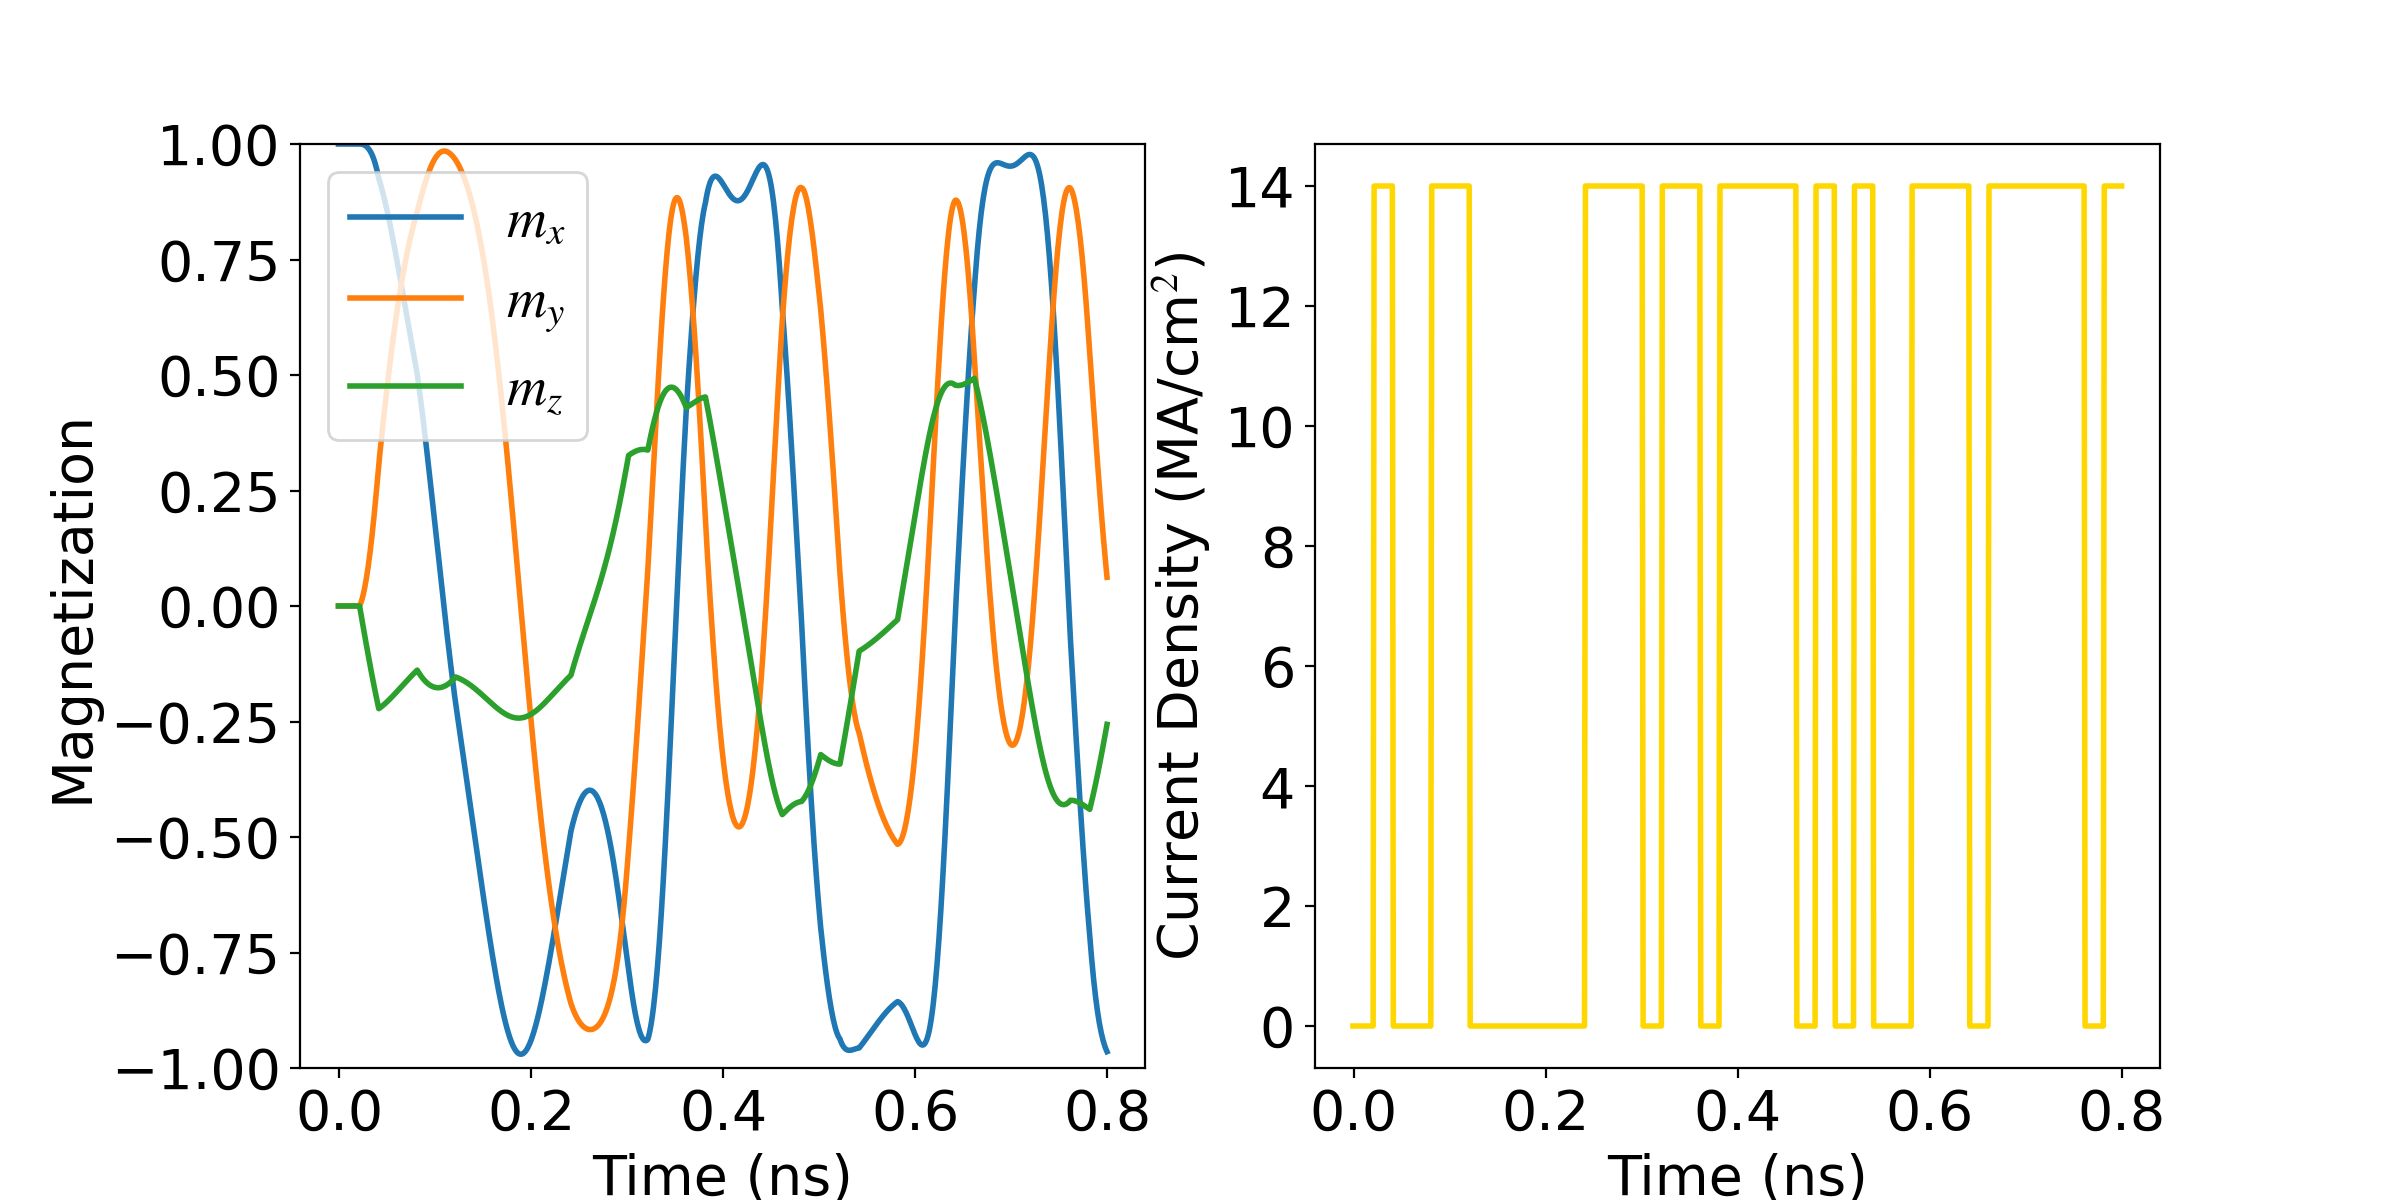 1.00
0.75
0.50
0.25
0.00
−0.25
−0.50
−0.75
−1.00
Magnetization
0.0 0.2 0.4 0.6 0.8
Time (ns)
m_x
m_y
m_z
14
12
10
8
6
4
2
0
Current Density (MA/cm²)
0.0 0.2 0.4 0.6 0.8
Time (ns)